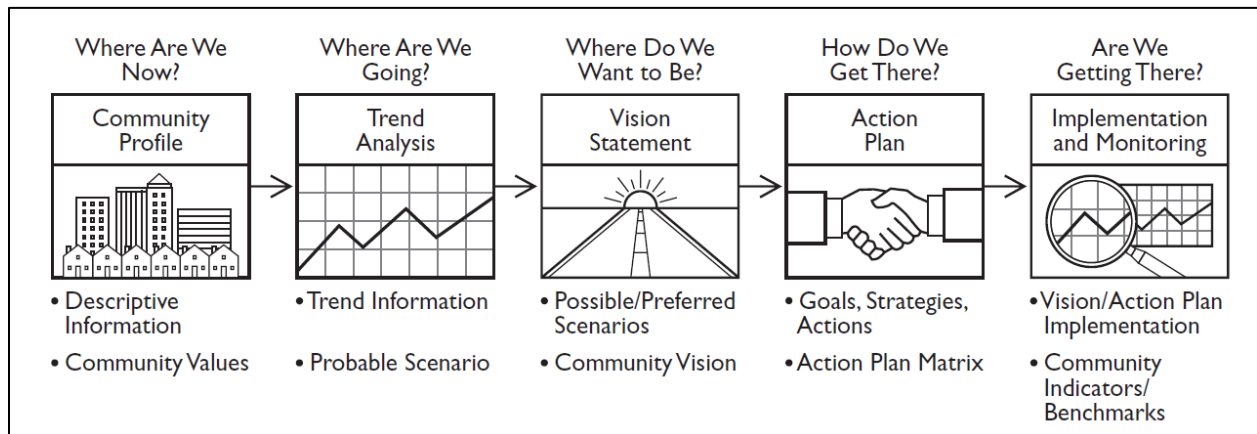 Where Are We
Now?
Community
Profile
• Descriptive
Information
• Community Values
Where Are We
Going?
Trend
Analysis
• Trend Information
• Probable Scenario
Where Do We
Want to Be?
Vision
Statement
• Possible/Preferred
Scenarios
• Community Vision
How Do We
Get There?
Action
Plan
• Goals, Strategies,
Actions
• Action Plan Matrix
Are We
Getting There?
Implementation
and Monitoring
• Vision/Action Plan
Implementation
• Community
Indicators/
Benchmarks